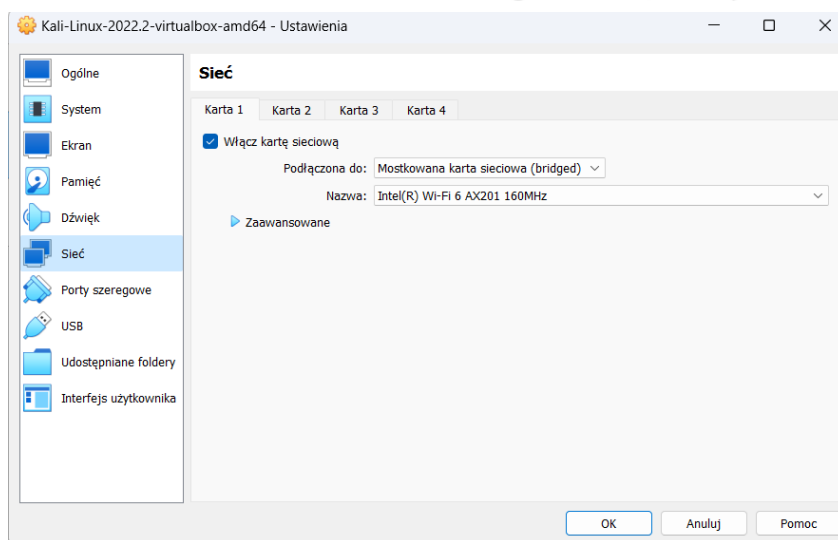 Kali-Linux-2022.2-virtualbox-amd64 - Ustawienia
Ogólne
System
Ekran
Pamięć
Dźwięk
Sieć
Porty szeregowe
USB
Udostępniane foldery
Interfejs użytkownika
Sieć
Karta 1 Karta 2 Karta 3 Karta 4
Włącz kartę sieciową
Podłączona do: Mostkowana karta sieciowa (bridged)
Nazwa: Intel(R) Wi-Fi 6 AX201 160MHz
Zaawansowane
OK Anuluj Pomoc